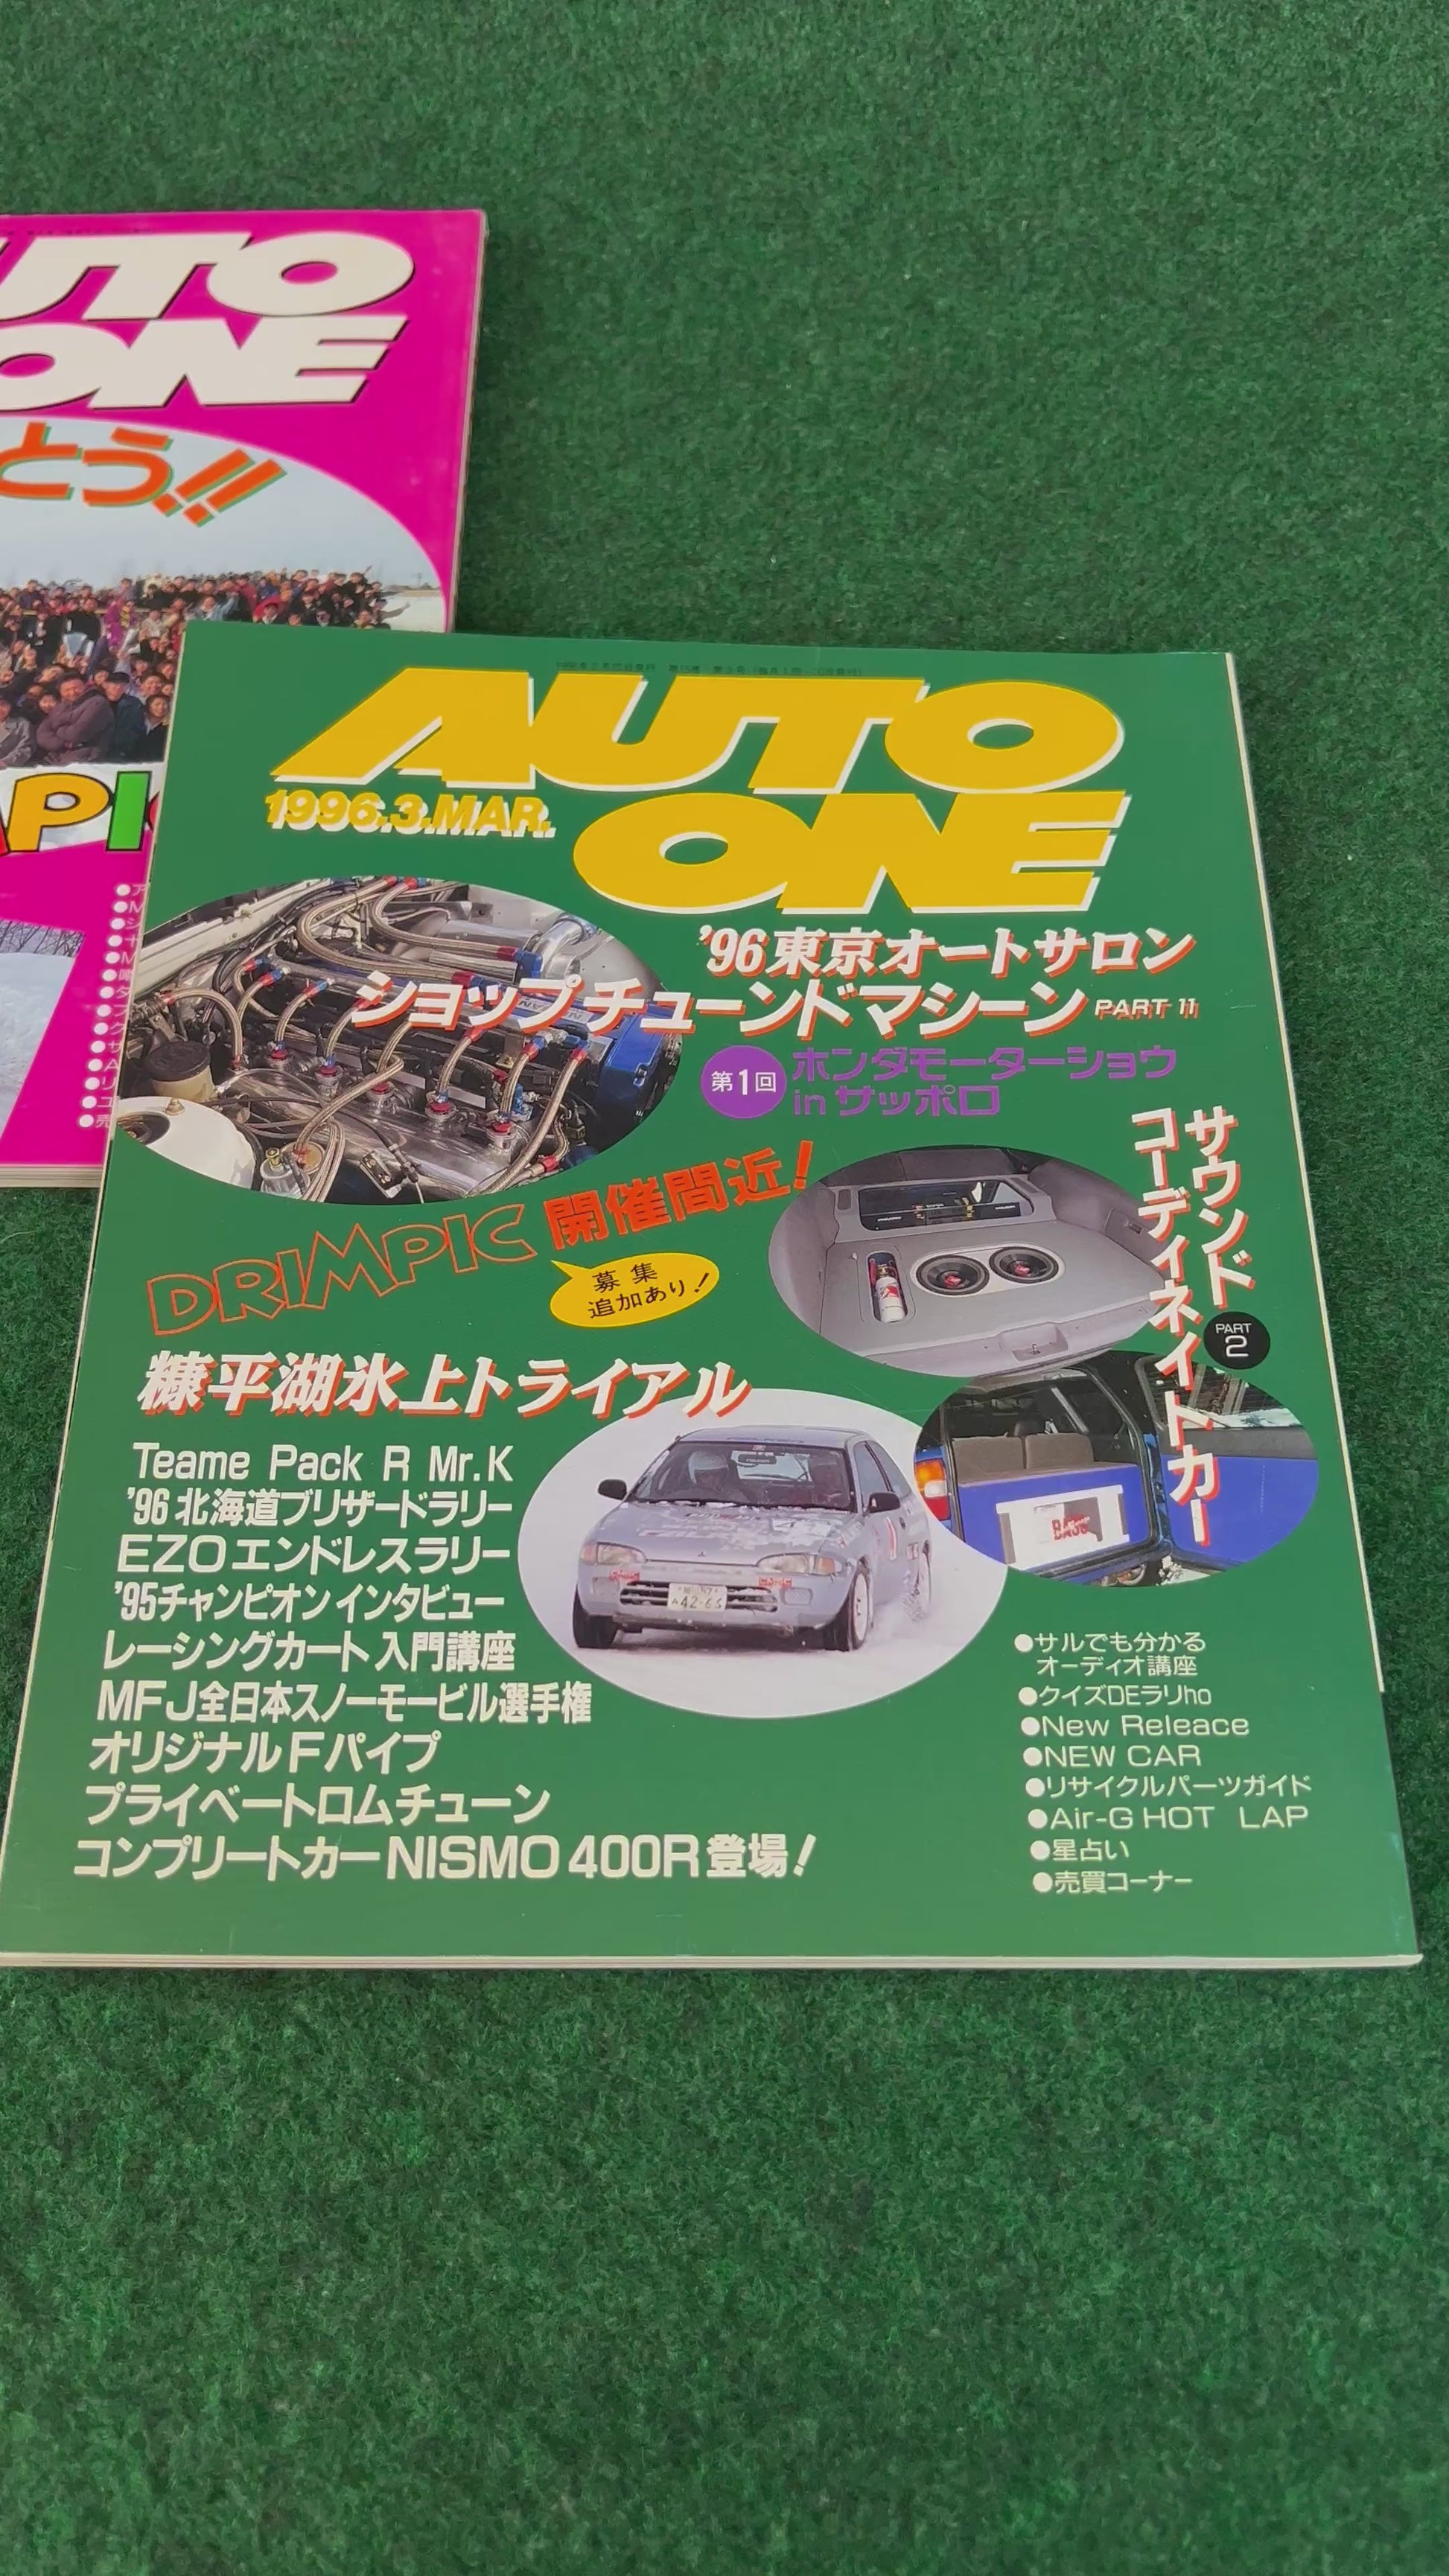 AUTO
ONE
とう!!
AUTO
1996.3.MAR.
ONE
'96東京オートサロン
ショップチューンドマシーン PART 11
第1回 ホンダモーターショウ
in サッポロ
DRIMPIC 開催間近!
募集
追加あり!
サウンド
コーディネイトカー
PART
2
糠平湖氷上トライアル
Teame Pack R Mr.K
'96 北海道ブリザードラリー
EZOエンドレスラリー
'95チャンピオンインタビュー
レーシングカート入門講座
MFJ全日本スノーモービル選手権
オリジナルFパイプ
プライベートロムチューン
コンプリートカーNISMO 400R登場!
●サルでも分かる
オーディオ講座
●クイズDEラリho
●New Releace
●NEW CAR
●リサイクルパーツガイド
●Air-G HOT LAP
●星占い
●売買コーナー
42-65